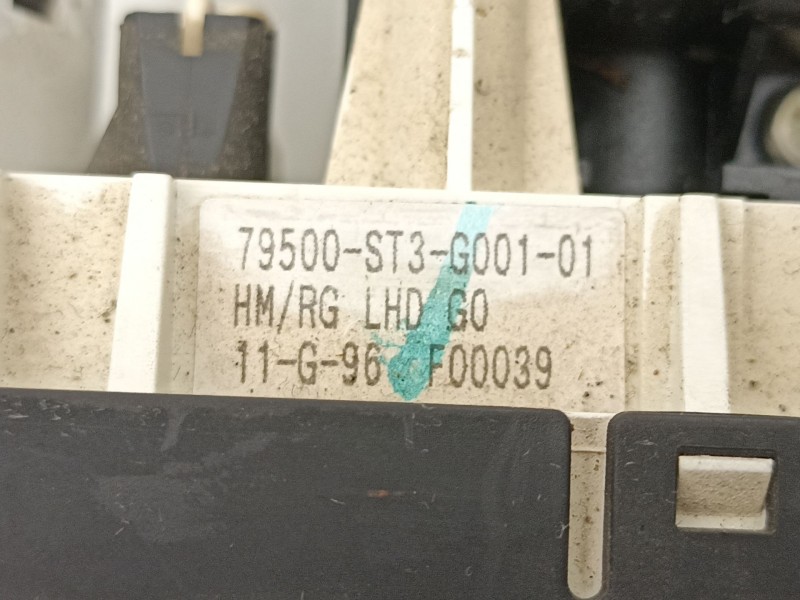 79500-ST3-G001-01
HM/RG LHD G0
11-G-96 F00039